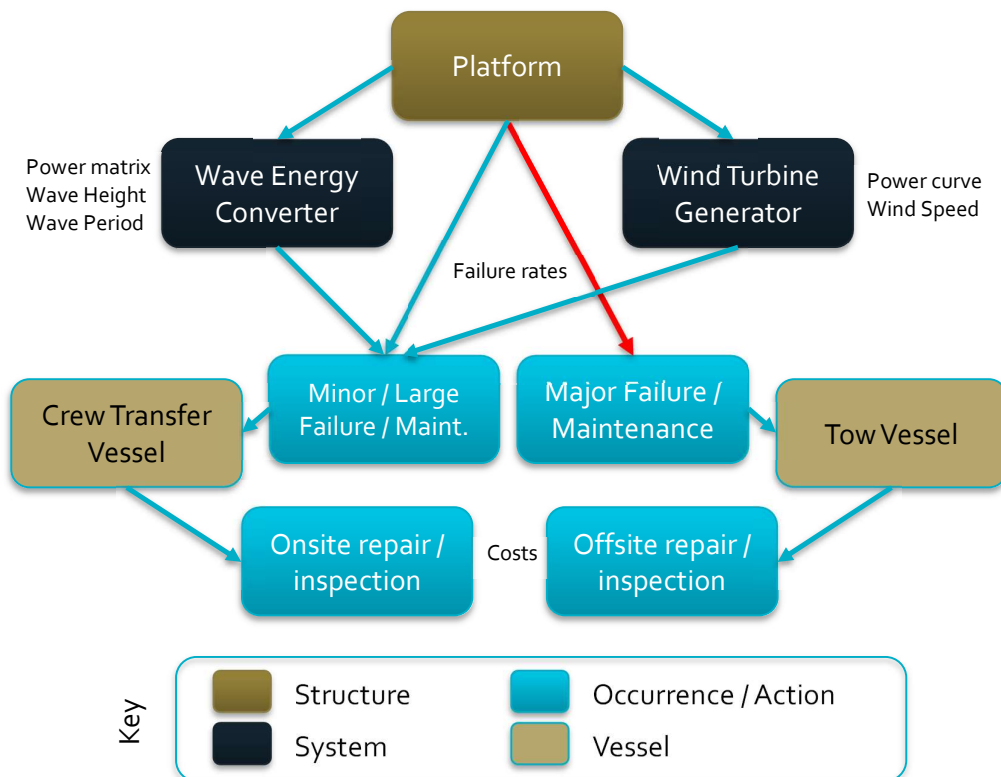 Platform
Power matrix
Wave Height
Wave Period
Wave Energy
Converter
Wind Turbine
Generator
Power curve
Wind Speed
Failure rates
Crew Transfer
Vessel
Minor / Large
Failure / Maint.
Major Failure /
Maintenance
Tow Vessel
Onsite repair /
inspection
Costs
Offsite repair /
inspection
Key
Structure
Occurrence / Action
System
Vessel